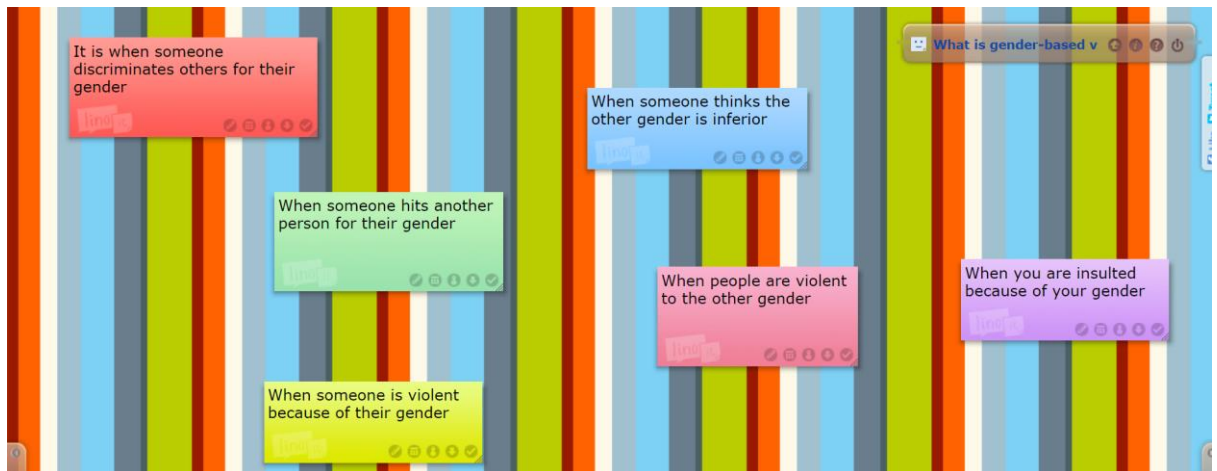 It is when someone
discriminates others for their
gender
What is gender-based v
When someone thinks the
other gender is inferior
When someone hits another
person for their gender
When people are violent
to the other gender
When you are insulted
because of your gender
When someone is violent
because of their gender